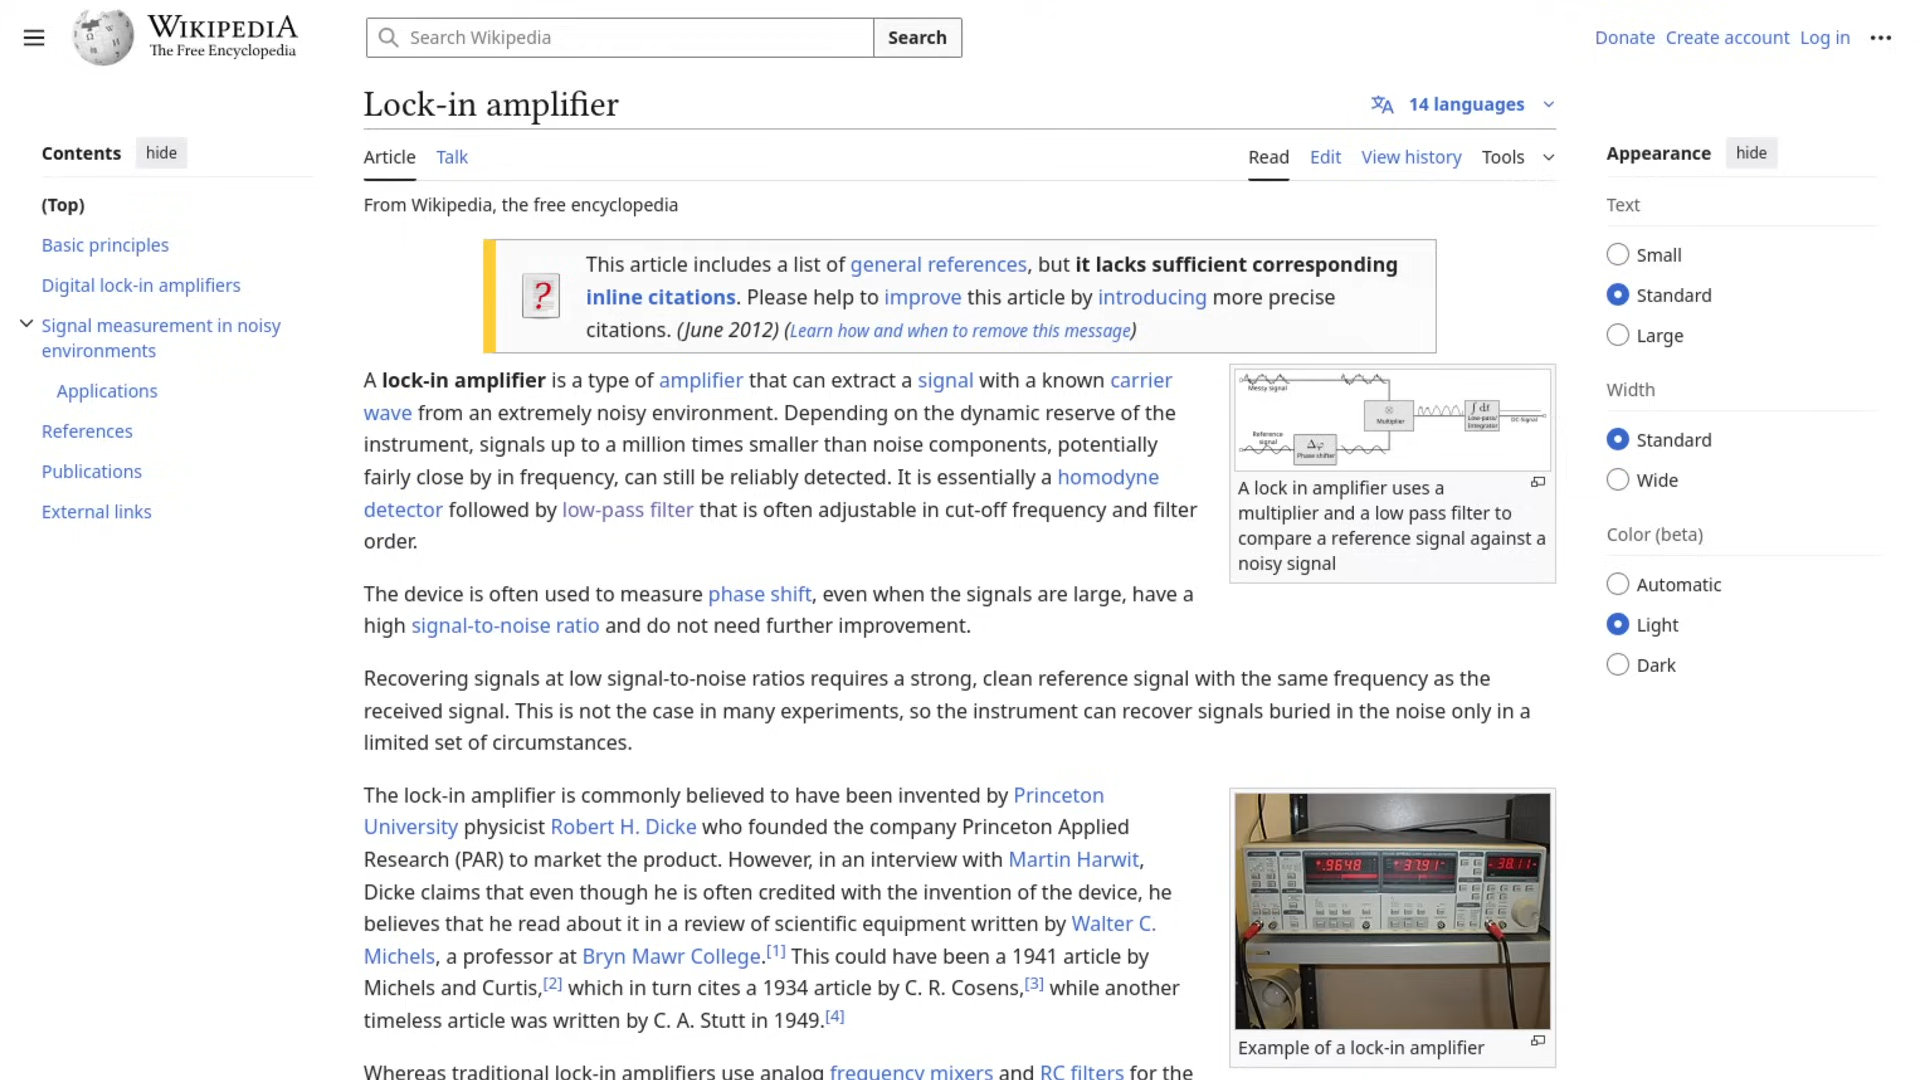 WIKIPEDIA
The Free Encyclopedia
Search Wikipedia
Search
Donate Create account Log in
Lock-in amplifier
14 languages
Contents hide
(Top)
Basic principles
Digital lock-in amplifiers
Signal measurement in noisy
environments
Applications
References
Publications
External links
Article Talk
Read Edit View history Tools
From Wikipedia, the free encyclopedia
?
This article includes a list of general references, but it lacks sufficient corresponding
inline citations. Please help to improve this article by introducing more precise
citations. (June 2012) (Learn how and when to remove this message)
A lock-in amplifier is a type of amplifier that can extract a signal with a known carrier
wave from an extremely noisy environment. Depending on the dynamic reserve of the
instrument, signals up to a million times smaller than noise components, potentially
fairly close by in frequency, can still be reliably detected. It is essentially a homodyne
detector followed by low-pass filter that is often adjustable in cut-off frequency and filter
order.
Messy signal
Multiplier
∫ dt
Low-pass/
Integrator
DC-Signal
Reference
signal
Δφ
Phase shifter
A lock in amplifier uses a
multiplier and a low pass filter to
compare a reference signal against a
noisy signal
The device is often used to measure phase shift, even when the signals are large, have a
high signal-to-noise ratio and do not need further improvement.
Recovering signals at low signal-to-noise ratios requires a strong, clean reference signal with the same frequency as the
received signal. This is not the case in many experiments, so the instrument can recover signals buried in the noise only in a
limited set of circumstances.
The lock-in amplifier is commonly believed to have been invented by Princeton
University physicist Robert H. Dicke who founded the company Princeton Applied
Research (PAR) to market the product. However, in an interview with Martin Harwit,
Dicke claims that even though he is often credited with the invention of the device, he
believes that he read about it in a review of scientific equipment written by Walter C.
Michels, a professor at Bryn Mawr College.[1] This could have been a 1941 article by
Michels and Curtis,[2] which in turn cites a 1934 article by C. R. Cosens,[3] while another
timeless article was written by C. A. Stutt in 1949.[4]
38.11
Example of a lock-in amplifier
Whereas traditional lock-in amplifiers use analog frequency mixers and RC filters for the
Appearance hide
Text
Small
Standard
Large
Width
Standard
Wide
Color (beta)
Automatic
Light
Dark